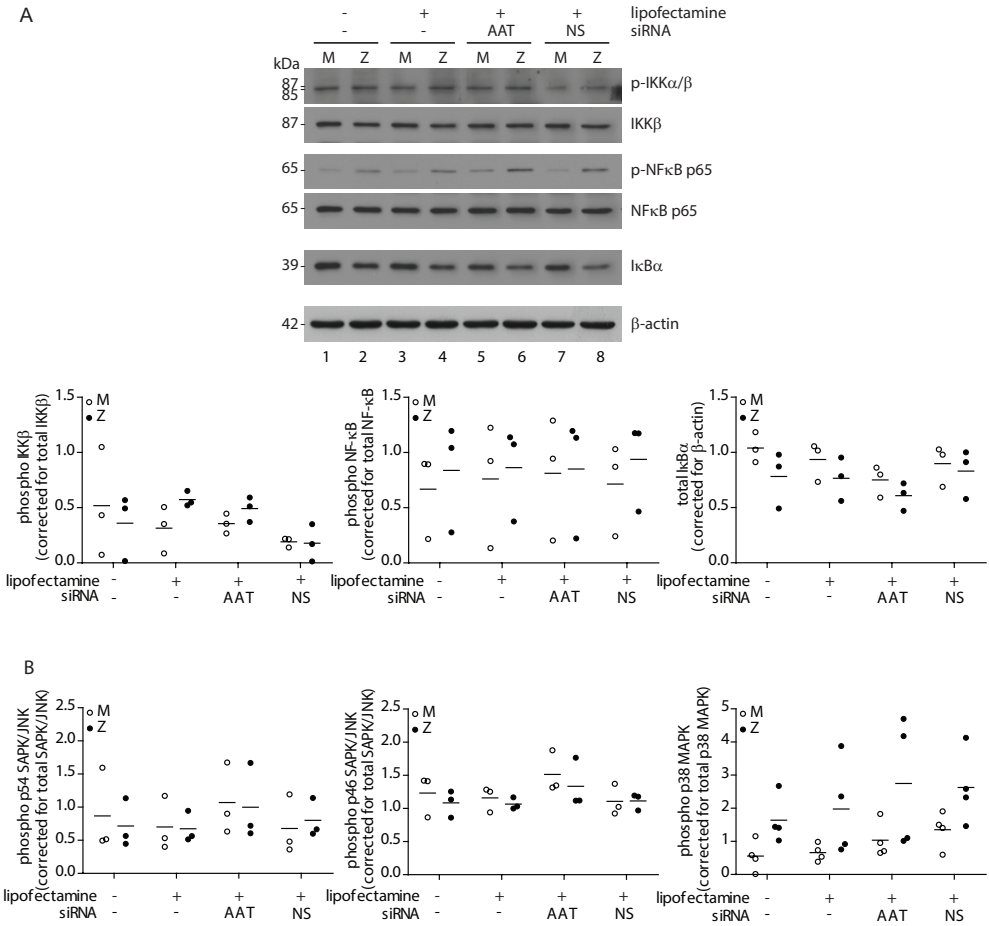 A
- + + + lipofectamine
- - AAT NS siRNA
kDa M Z M Z M Z M Z
87
85
p-IKKα/β
87 IKKβ
65 p-NFκB p65
65 NFκB p65
39 IκBα
42 β-actin
1 2 3 4 5 6 7 8
phospho IKKβ
(corrected for total IKKβ)
1.5
1.0
0.5
0.0
M
Z
lipofectamine - + + +
siRNA - - AAT NS
phospho NF-κB
(corrected for total NF-κB)
1.5
1.0
0.5
0.0
M
Z
lipofectamine - + + +
siRNA - - AAT NS
total IκBα
(corrected for β-actin)
1.5
1.0
0.5
0.0
M
Z
lipofectamine - + + +
siRNA - - AAT NS
B
phospho p54 SAPK/JNK
(corrected for total SAPK/JNK)
2.5
2.0
1.5
1.0
0.5
0.0
M
Z
lipofectamine - + + +
siRNA - - AAT NS
phospho p46 SAPK/JNK
(corrected for total SAPK/JNK)
2.5
2.0
1.5
1.0
0.5
0.0
M
Z
lipofectamine - + + +
siRNA - - AAT NS
phospho p38 MAPK
(corrected for total p38 MAPK)
5
4
3
2
1
0
M
Z
lipofectamine - + + +
siRNA - - AAT NS